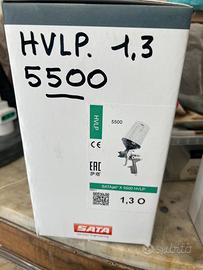 HVLP. 1,3
5500
HVLP
5500
CE
EAC
SATAjet® X 5500 HVLP
1,3 O
SATA
subito